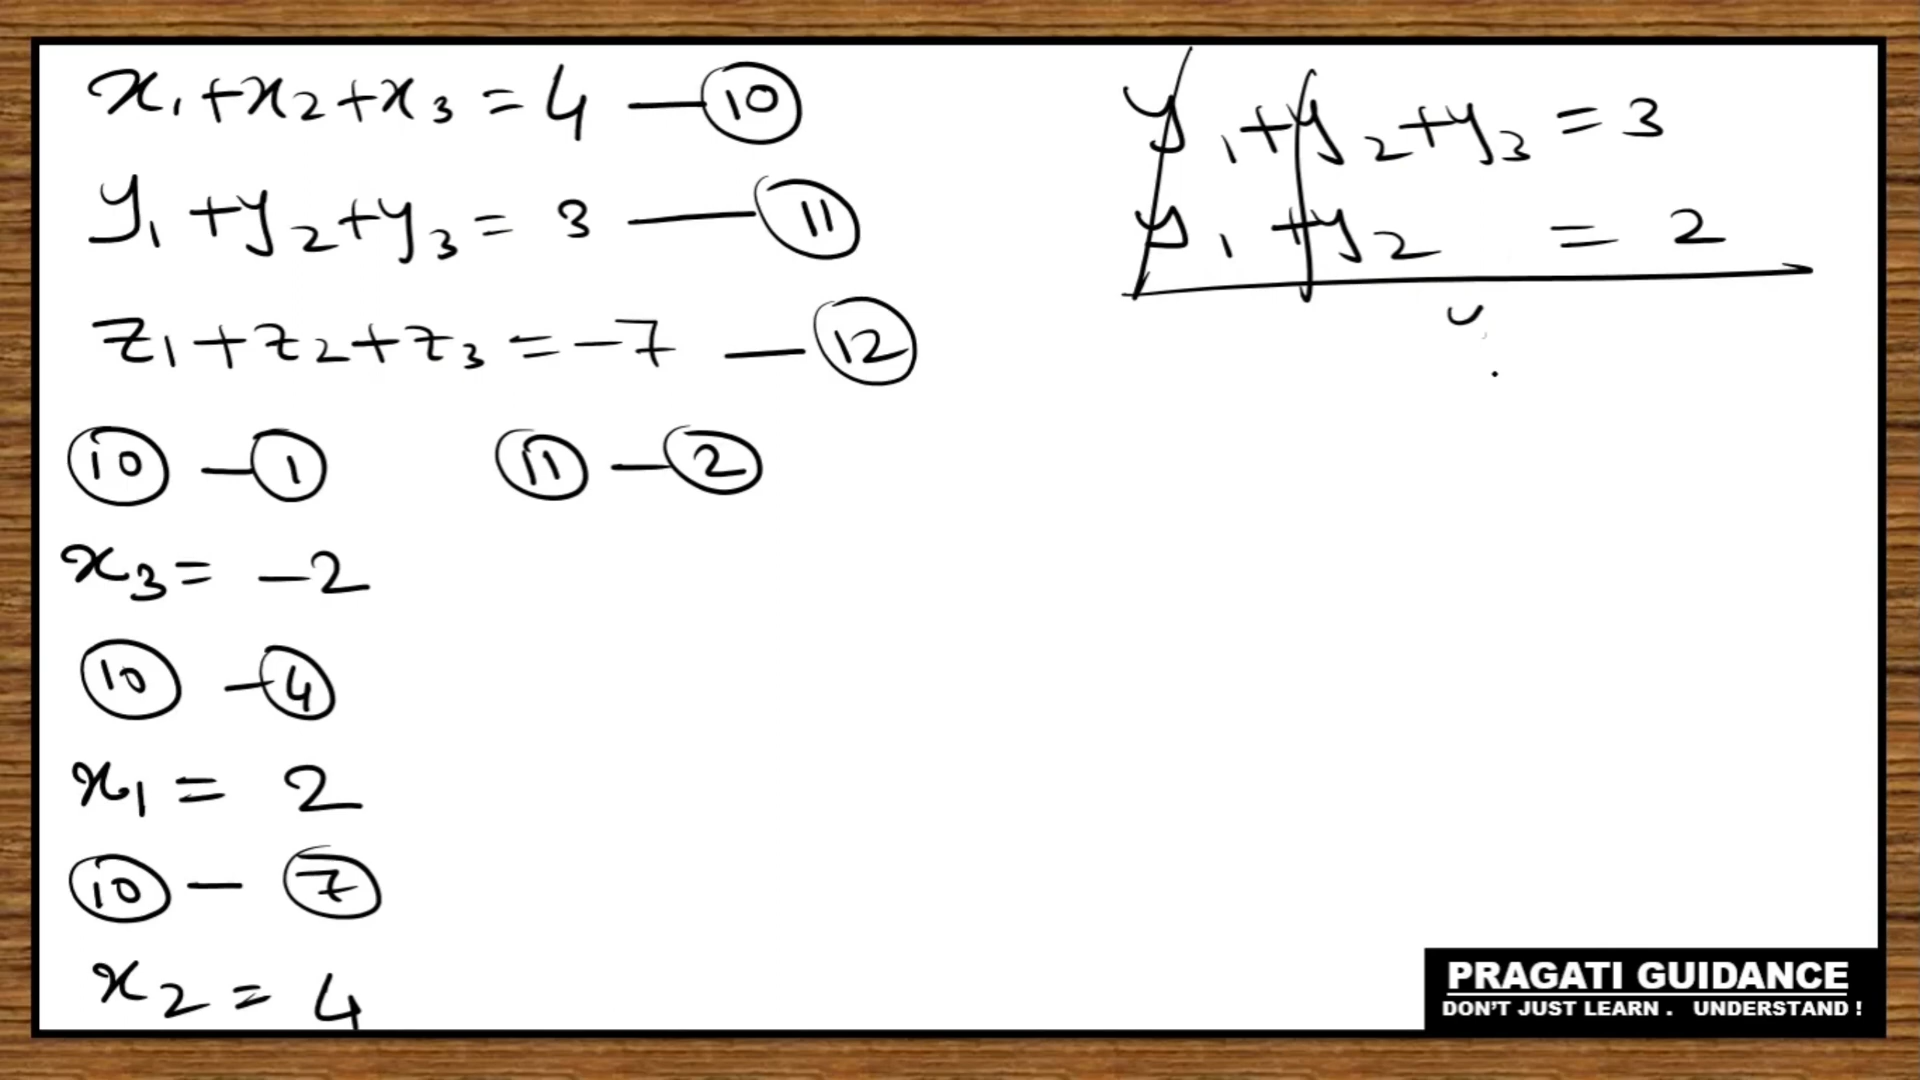 x₁+x₂+x₃ = 4 — ⑩
y₁+y₂+y₃ = 3 — ⑪
z₁+z₂+z₃ = -7 — ⑫
⑩ - ① ⑪ - ②
x₃ = -2
⑩ - ④
x₁ = 2
⑩ - ⑦
x₂ = 4
y₁+y₂+y₃ = 3
y₁+y₂ = 2
PRAGATI GUIDANCE
DON'T JUST LEARN . UNDERSTAND !